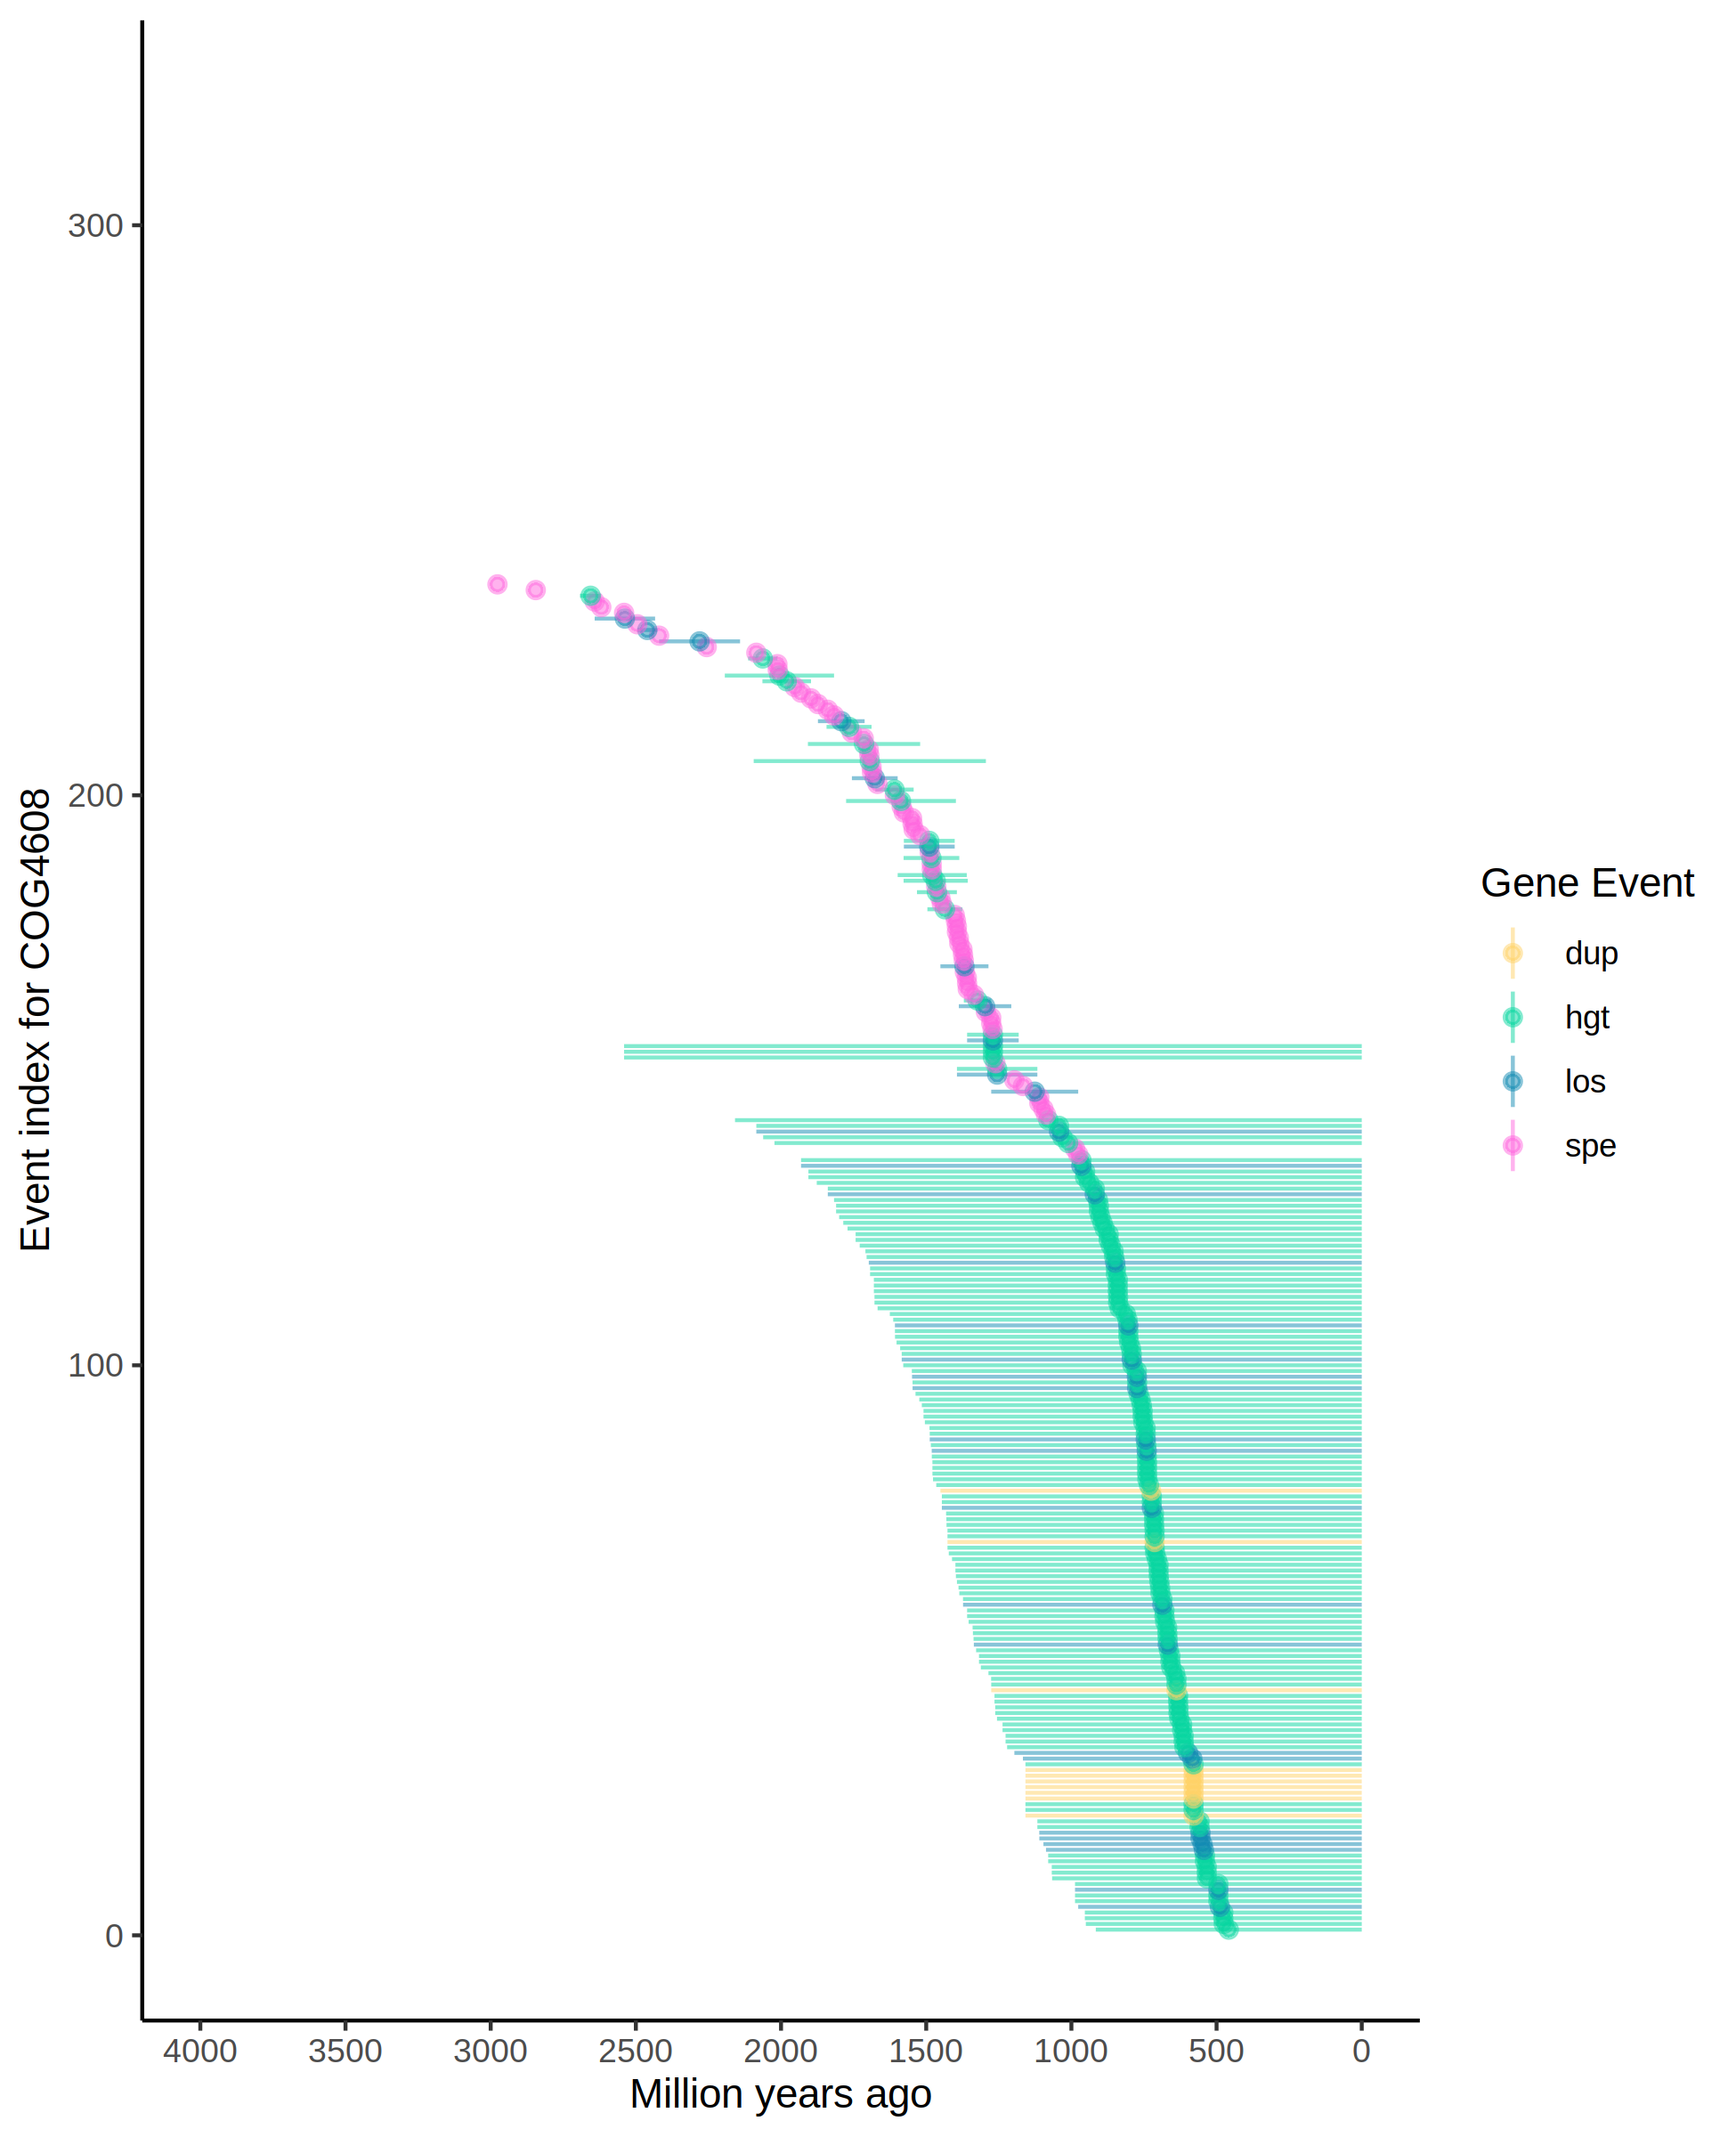 300
200
100
0
Event index for COG4608
4000 3500 3000 2500 2000 1500 1000 500 0
Million years ago
Gene Event
dup
hgt
los
spe